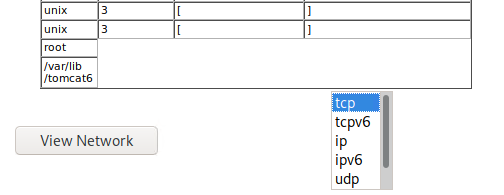 unix 3 [ ]
unix 3 [ ]
root
/var/lib
/tomcat6
tcp
tcpv6
View Network
ip
ipv6
udp